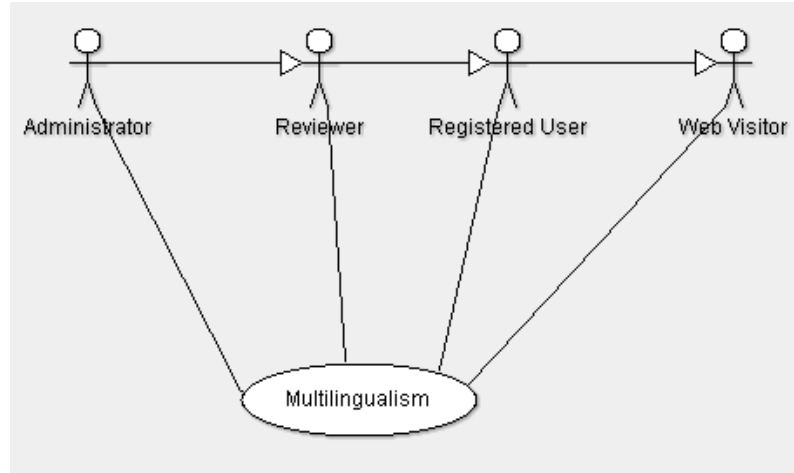 Administrator
Reviewer
Registered User
Web Visitor
Multilingualism